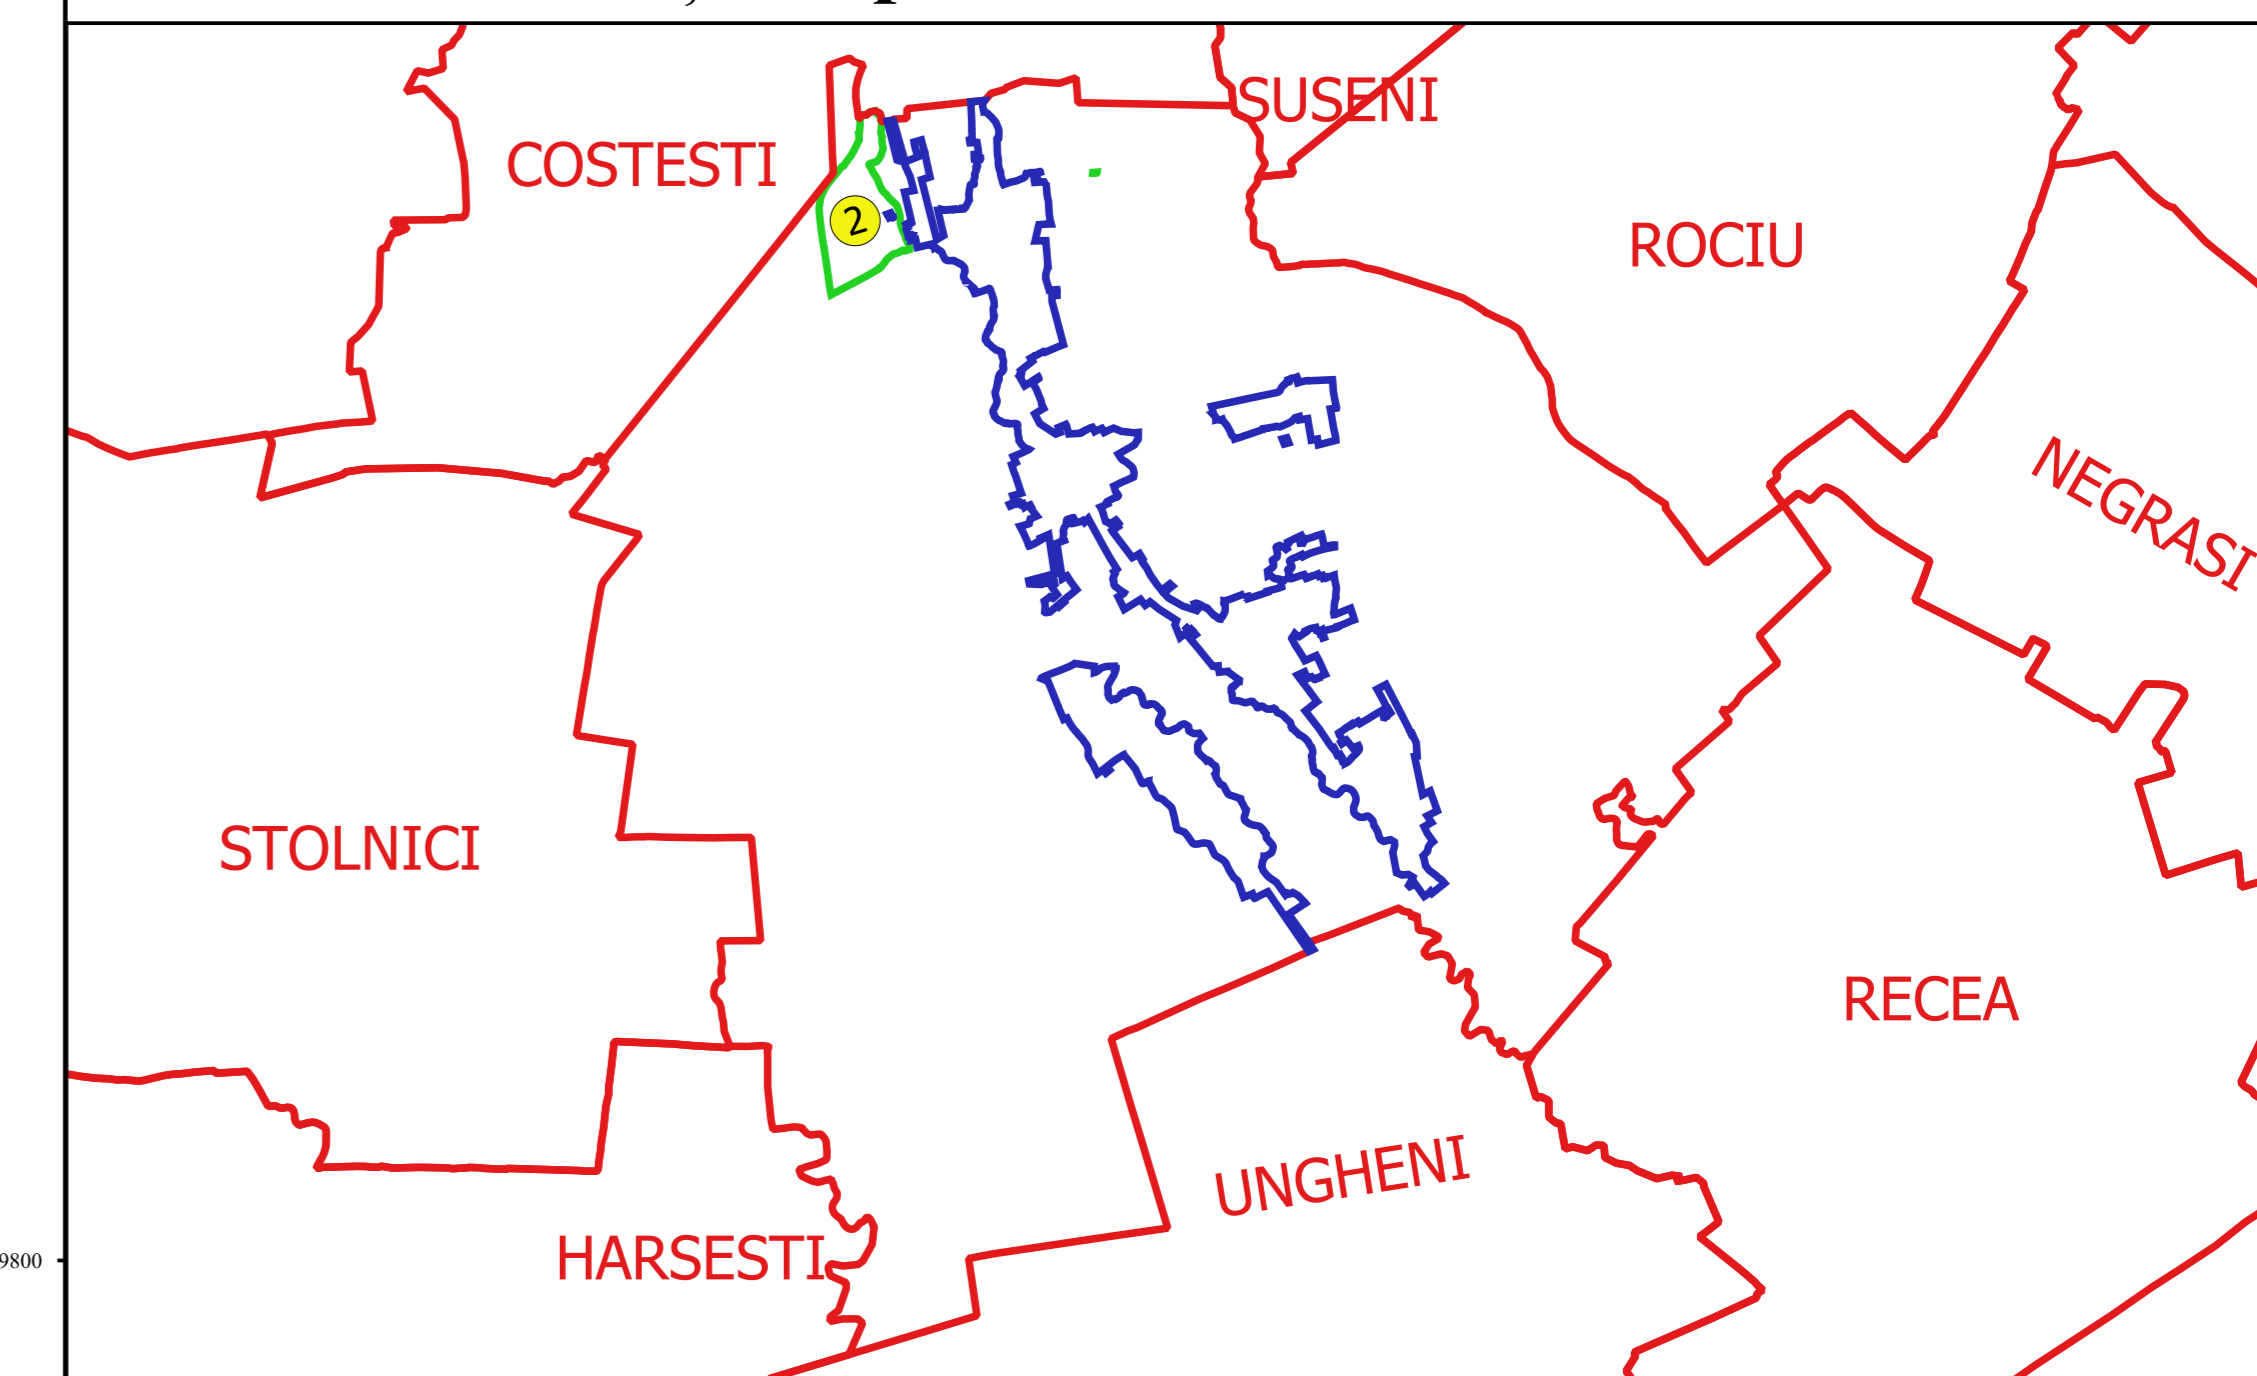 SUSENI
COSTESTI
2
ROCIU
NEGRASI
STOLNICI
RECEA
UNGHENI
HARSESTI
9800